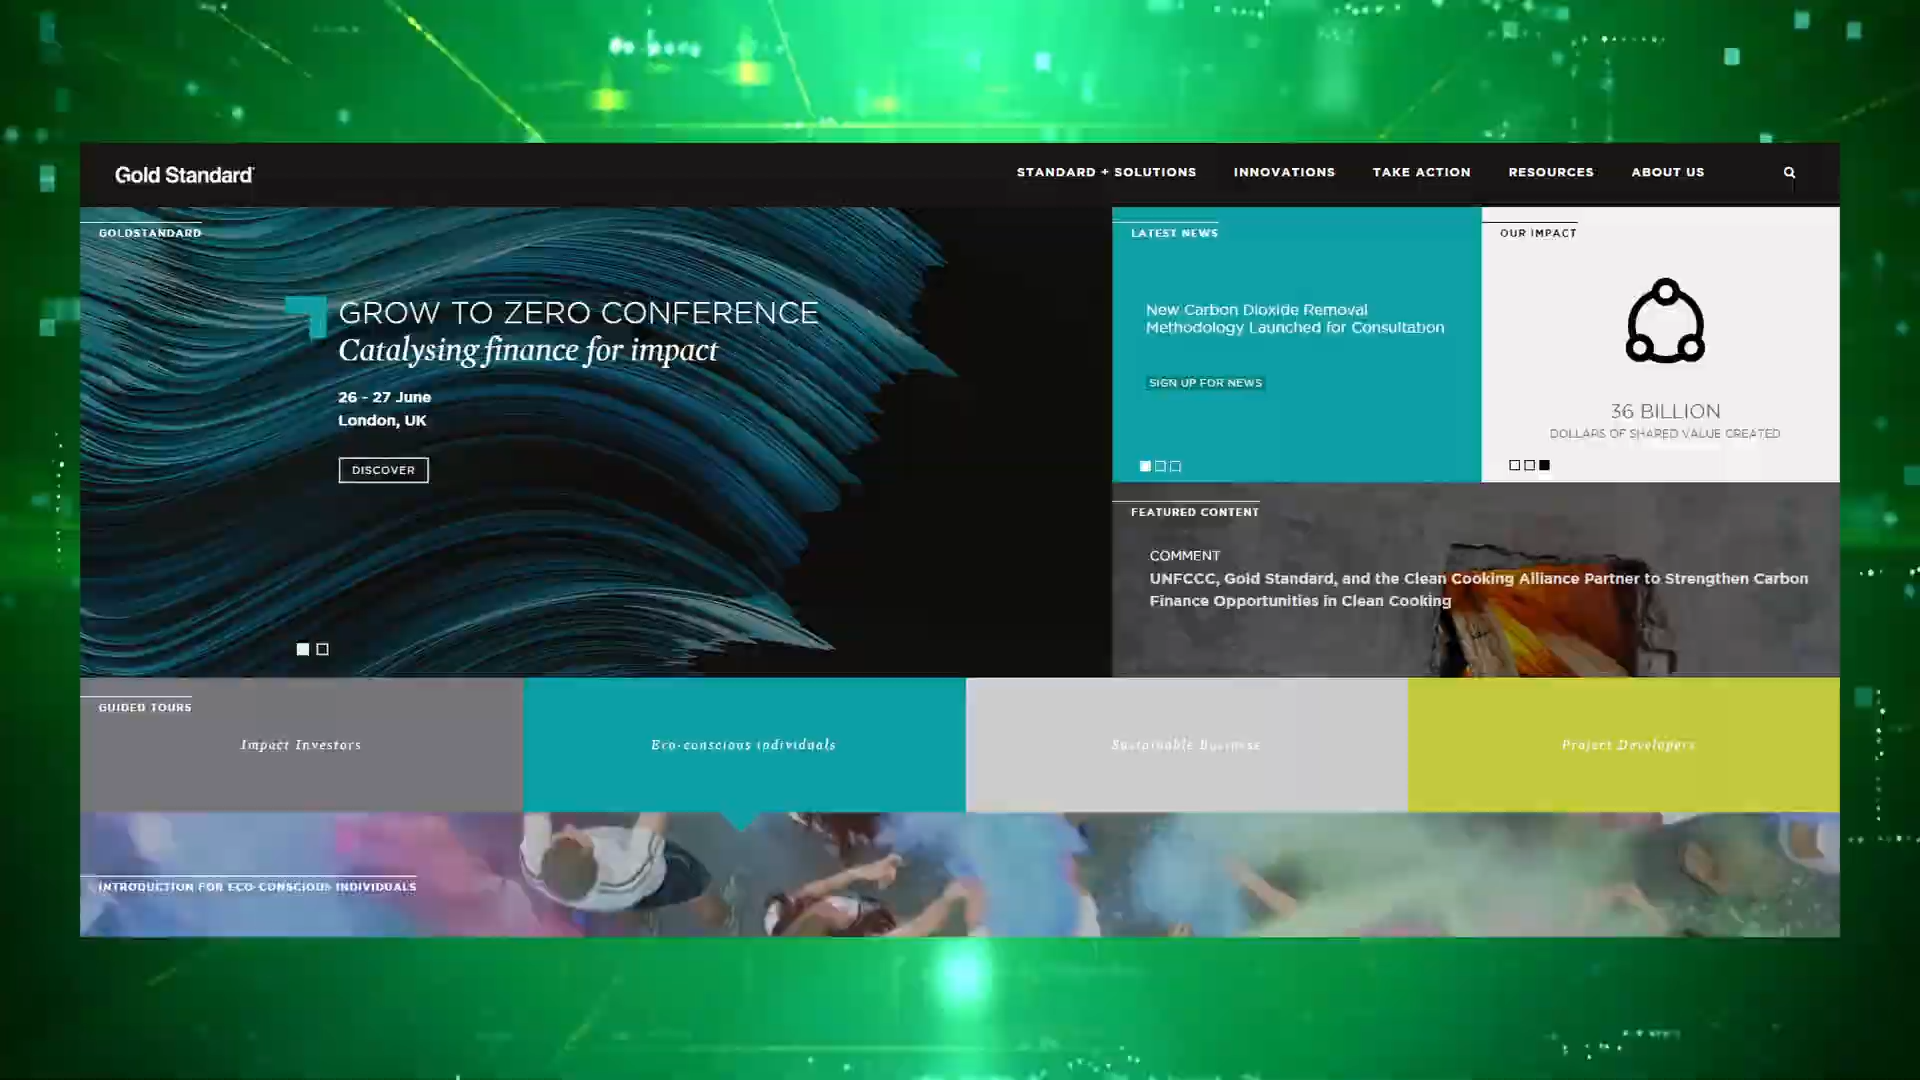 Gold Standard
STANDARD + SOLUTIONS
INNOVATIONS
TAKE ACTION
RESOURCES
ABOUT US
GOLDSTANDARD
GROW TO ZERO CONFERENCE
Catalysing finance for impact
26 - 27 June
London, UK
DISCOVER
LATEST NEWS
New Carbon Dioxide Removal
Methodology Launched for Consultation
SIGN UP FOR NEWS
OUR IMPACT
36 BILLION
DOLLARS OF SHARED VALUE CREATED
FEATURED CONTENT
COMMENT
UNFCCC, Gold Standard, and the Clean Cooking Alliance Partner to Strengthen Carbon
Finance Opportunities in Clean Cooking
GUIDED TOURS
Impact Investors
Eco-conscious individuals
Sustainable Business
Project Developers
INTRODUCTION FOR ECO-CONSCIOUS INDIVIDUALS